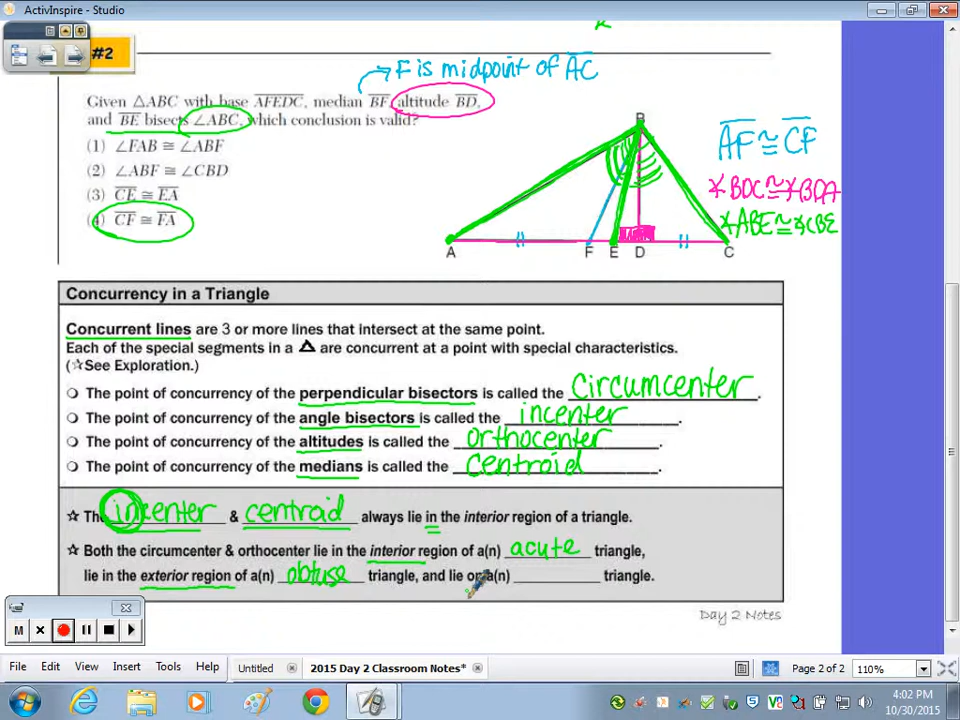 ActivInspire - Studio
#2
F is midpoint of AC
Given △ABC with base AFEDC, median BF, altitude BD,
and BE bisects ∠ABC, which conclusion is valid?
(1) ∠FAB ≅ ∠ABF
(2) ∠ABF ≅ ∠CBD
(3) CE ≅ EA
(4) CF ≅ FA
B
A F E D C
AF ≅ CF
∡BDC ≅ ∡BDA
∡ABE ≅ ∡CBE
Concurrency in a Triangle
Concurrent lines are 3 or more lines that intersect at the same point.
Each of the special segments in a Δ are concurrent at a point with special characteristics.
(☆See Exploration.)
❍ The point of concurrency of the perpendicular bisectors is called the circumcenter.
❍ The point of concurrency of the angle bisectors is called the incenter.
❍ The point of concurrency of the altitudes is called the orthocenter.
❍ The point of concurrency of the medians is called the centroid.
☆ The incenter & centroid always lie in the interior region of a triangle.
☆ Both the circumcenter & orthocenter lie in the interior region of a(n) acute triangle,
lie in the exterior region of a(n) obtuse triangle, and lie on a(n) ________ triangle.
Day 2 Notes
M
File Edit View Insert Tools Help Untitled 2015 Day 2 Classroom Notes* Page 2 of 2 110%
V2
4:02 PM
10/30/2015